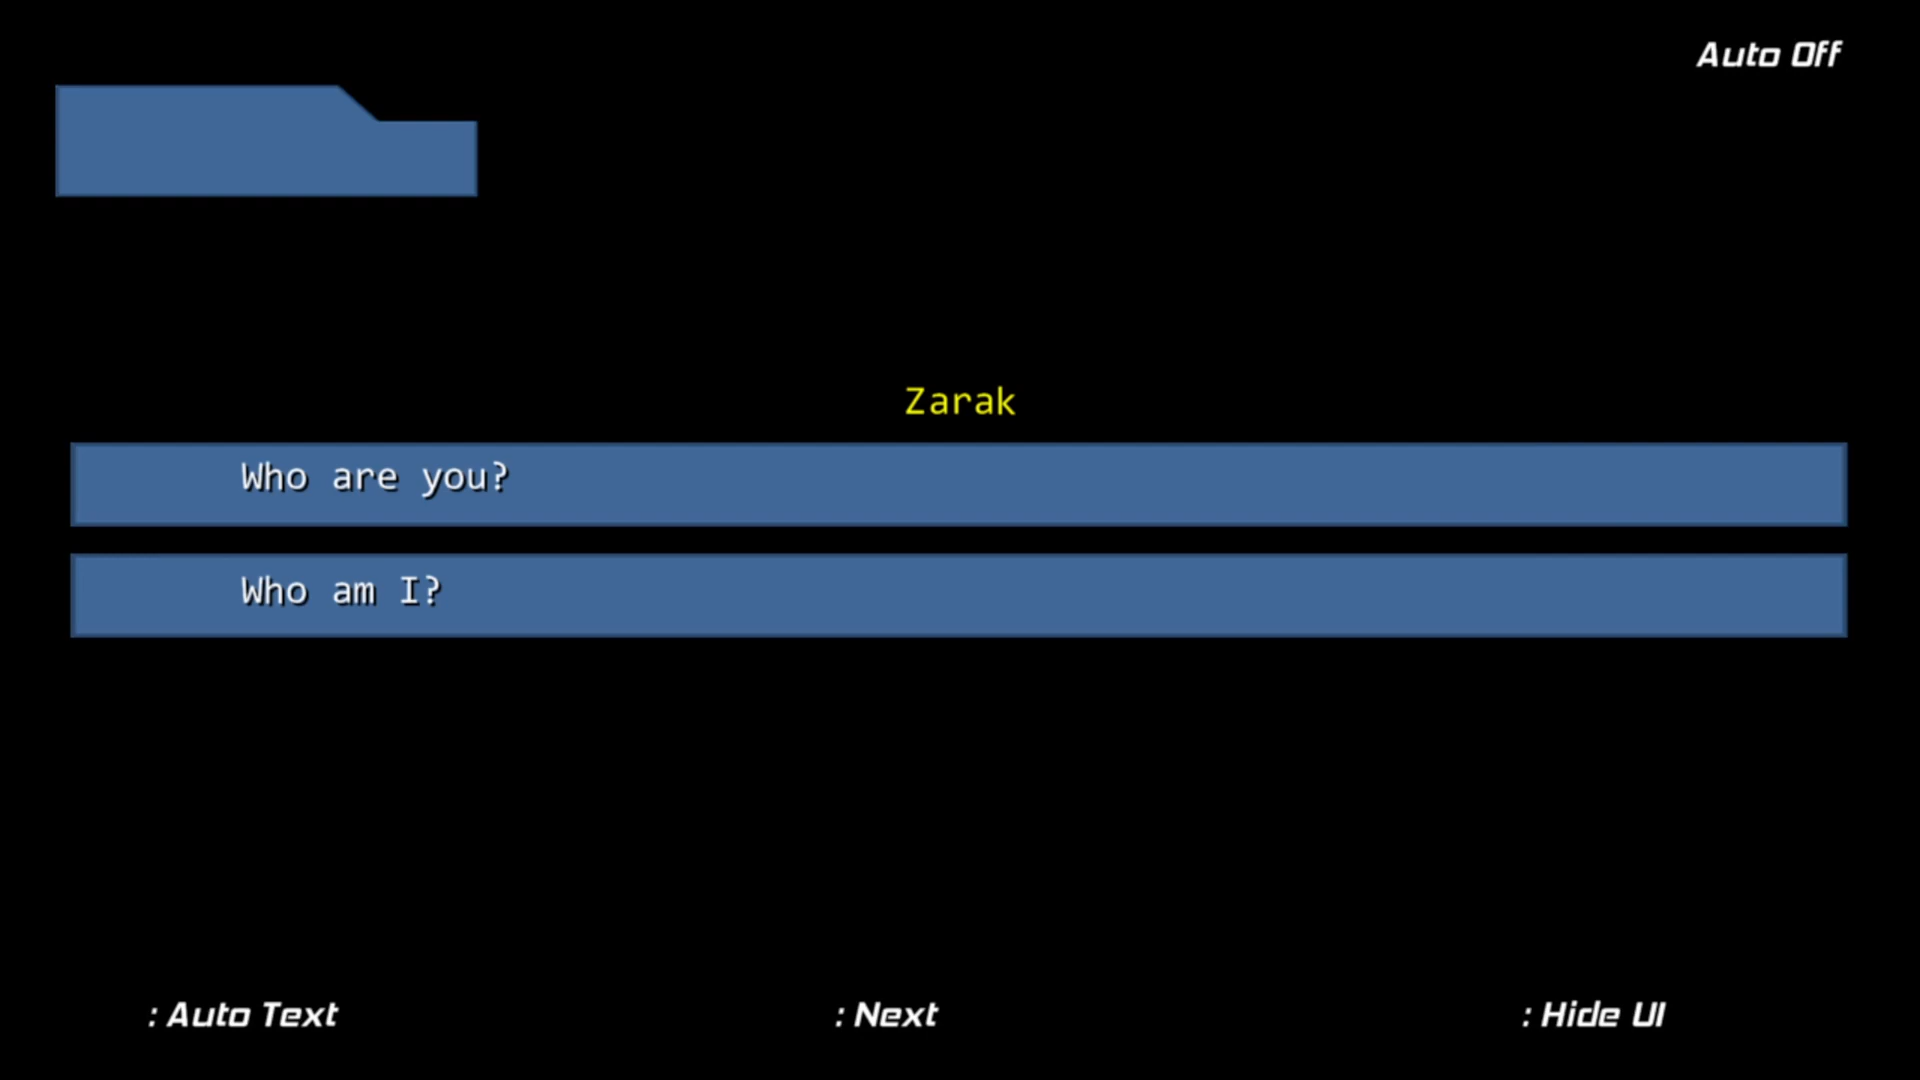 Auto Off
Zarak
Who are you?
Who am I?
: Auto Text
: Next
: Hide UI